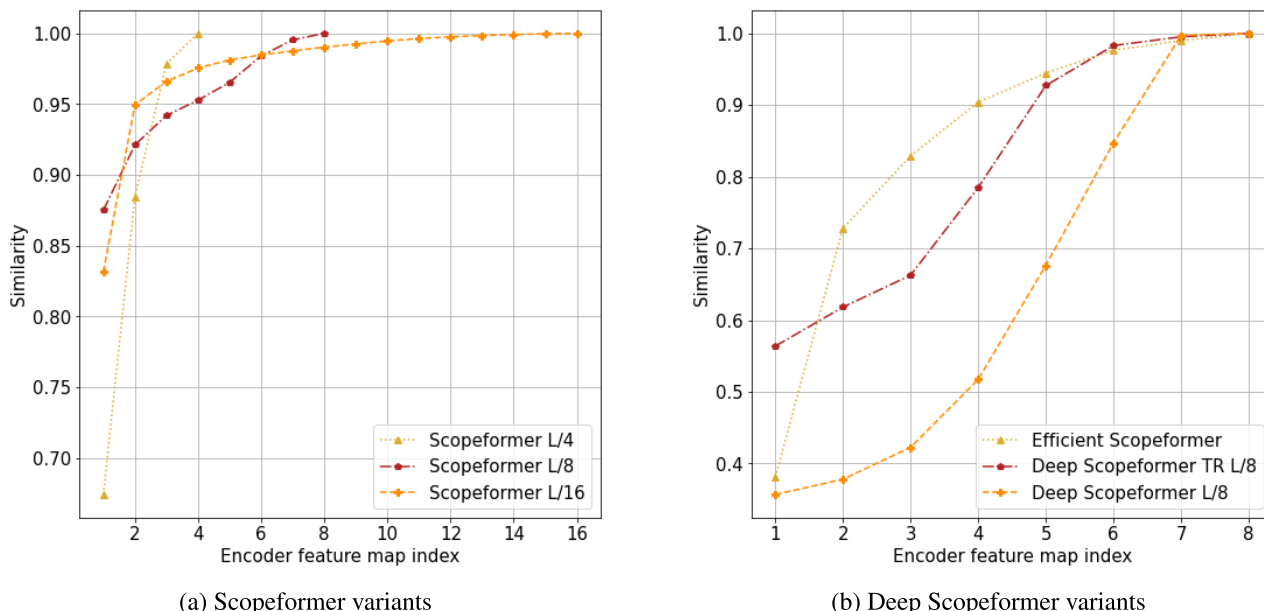 1.00
0.95
0.90
0.85
0.80
0.75
0.70
Similarity
2 4 6 8 10 12 14 16
Encoder feature map index
Scopeformer L/4
Scopeformer L/8
Scopeformer L/16
(a) Scopeformer variants
1.0
0.9
0.8
0.7
0.6
0.5
0.4
Similarity
1 2 3 4 5 6 7 8
Encoder feature map index
Efficient Scopeformer
Deep Scopeformer TR L/8
Deep Scopeformer L/8
(b) Deep Scopeformer variants